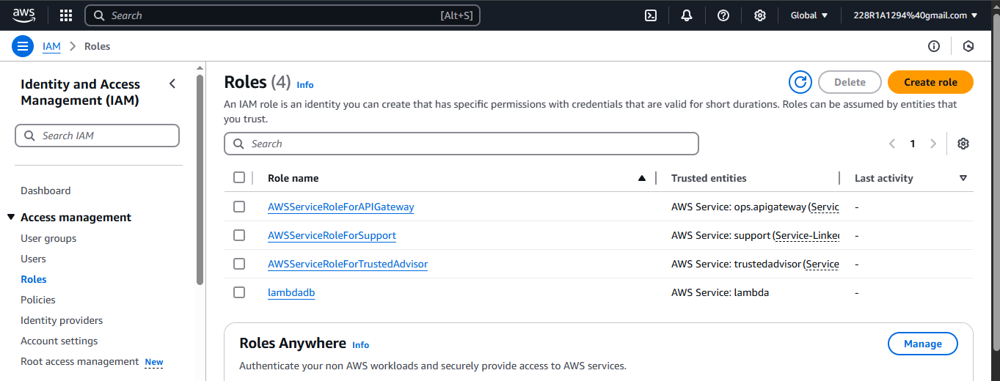 aws
Search [Alt+S]
Global
228R1A1294%40gmail.com
IAM > Roles
Identity and Access
Management (IAM)
Search IAM
Dashboard
Access management
User groups
Users
Roles
Policies
Identity providers
Account settings
Root access management New
Roles (4) Info
Delete
Create role
An IAM role is an identity you can create that has specific permissions with credentials that are valid for short durations. Roles can be assumed by entities that
you trust.
Search
1
Role name Trusted entities Last activity
AWSServiceRoleForAPIGateway AWS Service: ops.apigateway (Servic -
AWSServiceRoleForSupport AWS Service: support (Service-Linke -
AWSServiceRoleForTrustedAdvisor AWS Service: trustedadvisor (Service -
lambdadb AWS Service: lambda -
Roles Anywhere Info
Manage
Authenticate your non AWS workloads and securely provide access to AWS services.